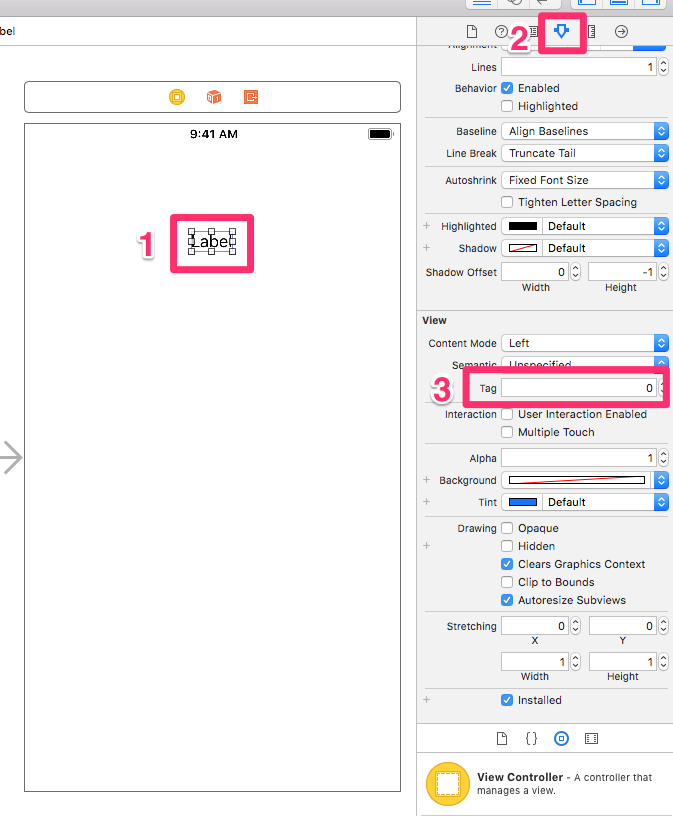 bel
2
Alignment
Lines 1
Behavior Enabled
Highlighted
Baseline Align Baselines
Line Break Truncate Tail
Autoshrink Fixed Font Size
Tighten Letter Spacing
+ Highlighted Default
+ Shadow Default
Shadow Offset 0 -1
Width Height
View
Content Mode Left
Semantic Unspecified
3 Tag 0
Interaction User Interaction Enabled
Multiple Touch
Alpha 1
+ Background
+ Tint Default
Drawing Opaque
+ Hidden
Clears Graphics Context
Clip to Bounds
Autoresize Subviews
Stretching 0 0
X Y
1 1
Width Height
+ Installed
{ }
View Controller - A controller that
manages a view.
9:41 AM
1 Label